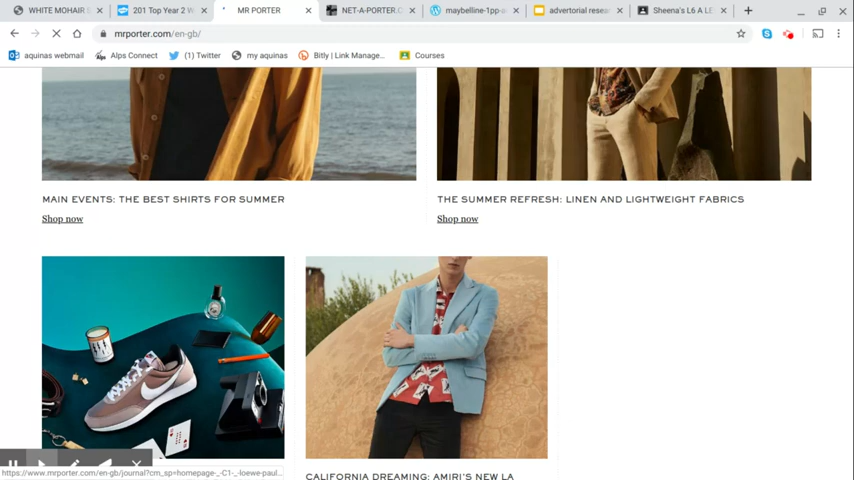 WHITE MOHAIR S
201 Top Year 2 W
MR PORTER
NET-A-PORTER.C
maybelline-1pp-a
advertorial resea
Sheena's L6 A LE
mrporter.com/en-gb/
aquinas webmail
Alps Connect
(1) Twitter
my aquinas
Bitly | Link Manage...
Courses
MAIN EVENTS: THE BEST SHIRTS FOR SUMMER
Shop now
THE SUMMER REFRESH: LINEN AND LIGHTWEIGHT FABRICS
Shop now
https://www.mrporter.com/en-gb/journal?cm_sp=homepage-_-C1-_-loewe-paul...
CALIFORNIA DREAMING: AMIRI'S NEW LA